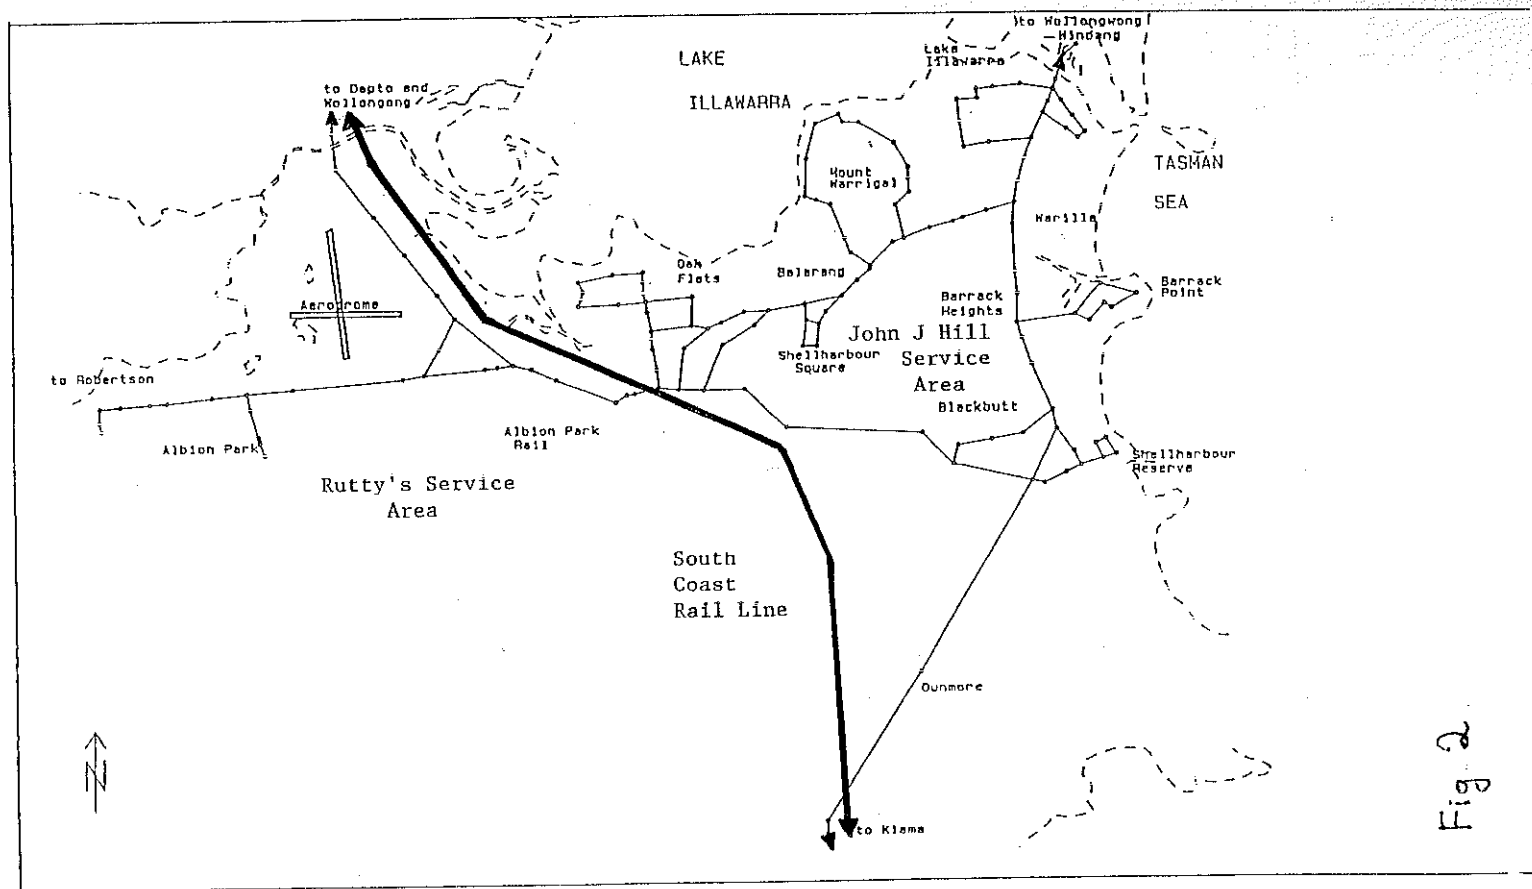 to Wollongwong
Windang
LAKE
Lake
Illawarra
to Dapto and
Wollongong
ILLAWARRA
TASMAN
Mount
Warrigal
SEA
Warilla
Oak
Flats
Balarang
Barrack
Point
Barrack
Heights
Aerodrome
John J Hill
Service
Area
Shellharbour
Square
to Robertson
Blackbutt
Albion Park
Rail
Albion Park
Shellharbour
Reserve
Rutty's Service
Area
South
Coast
Rail Line
Dunmore
N
to Kiama
Fig 2